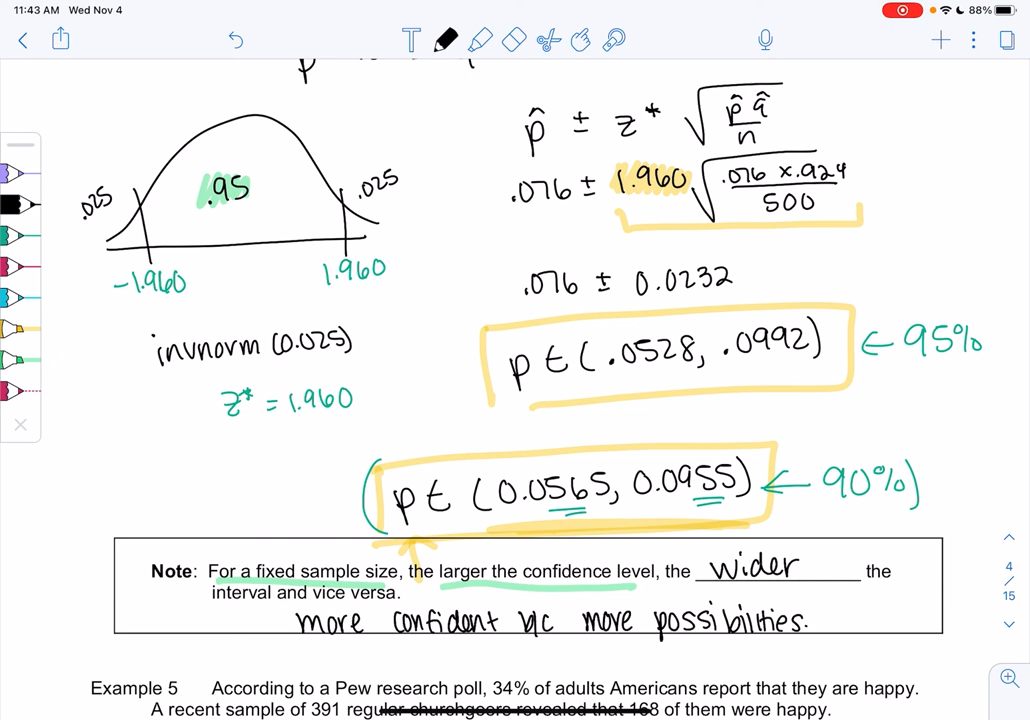 11:43 AM Wed Nov 4
88%
p̂ ± z* √(p̂ q̂ / n)
.025 .95 .025
.076 ± 1.960 √(.076 × .924 / 500)
-1.960 1.960
.076 ± 0.0232
invnorm (0.025)
p ∈ (.0528, .0992) ← 95%
z* = 1.960
(p ∈ (0.0565, 0.0955) ← 90%)
Note: For a fixed sample size, the larger the confidence level, the wider the
interval and vice versa.
more confident b/c more possibilities.
4
15
Example 5 According to a Pew research poll, 34% of adults Americans report that they are happy.
A recent sample of 391 regular churchgoers revealed that 168 of them were happy.